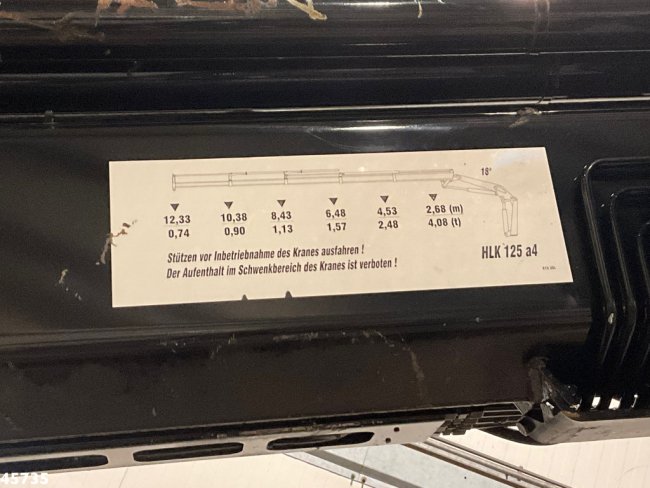 18°
12,33 10,38 8,43 6,48 4,53 2,68 (m)
0,74 0,90 1,13 1,57 2,48 4,08 (t)
Stützen vor Inbetriebnahme des Kranes ausfahren !
Der Aufenthalt im Schwenkbereich des Kranes ist verboten !
HLK 125 a4
45735